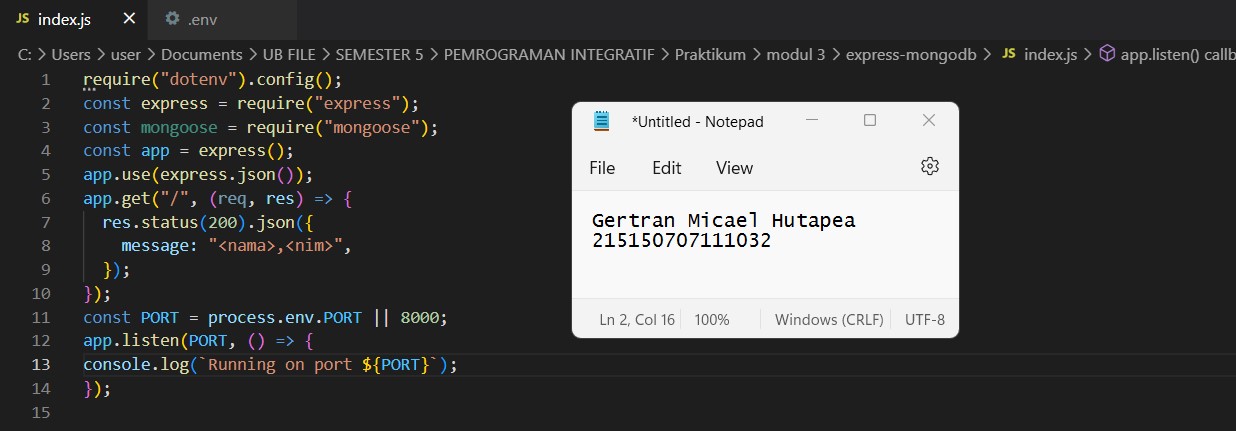 JS index.js × .env
C: > Users > user > Documents > UB FILE > SEMESTER 5 > PEMROGRAMAN INTEGRATIF > Praktikum > modul 3 > express-mongodb > JS index.js > app.listen() callb
1 require("dotenv").config();
2 const express = require("express");
3 const mongoose = require("mongoose");
4 const app = express();
5 app.use(express.json());
6 app.get("/", (req, res) => {
7 res.status(200).json({
8 message: "<nama>,<nim>",
9 });
10 });
11 const PORT = process.env.PORT || 8000;
12 app.listen(PORT, () => {
13 console.log(`Running on port ${PORT}`);
14 });
15
*Untitled - Notepad
File Edit View
Gertran Micael Hutapea
215150707111032
Ln 2, Col 16 100% Windows (CRLF) UTF-8